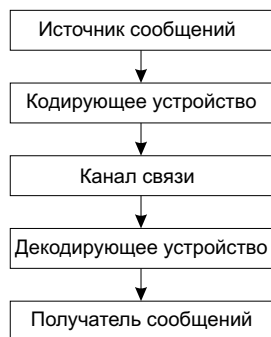 Источник сообщений
Кодирующее устройство
Канал связи
Декодирующее устройство
Получатель сообщений